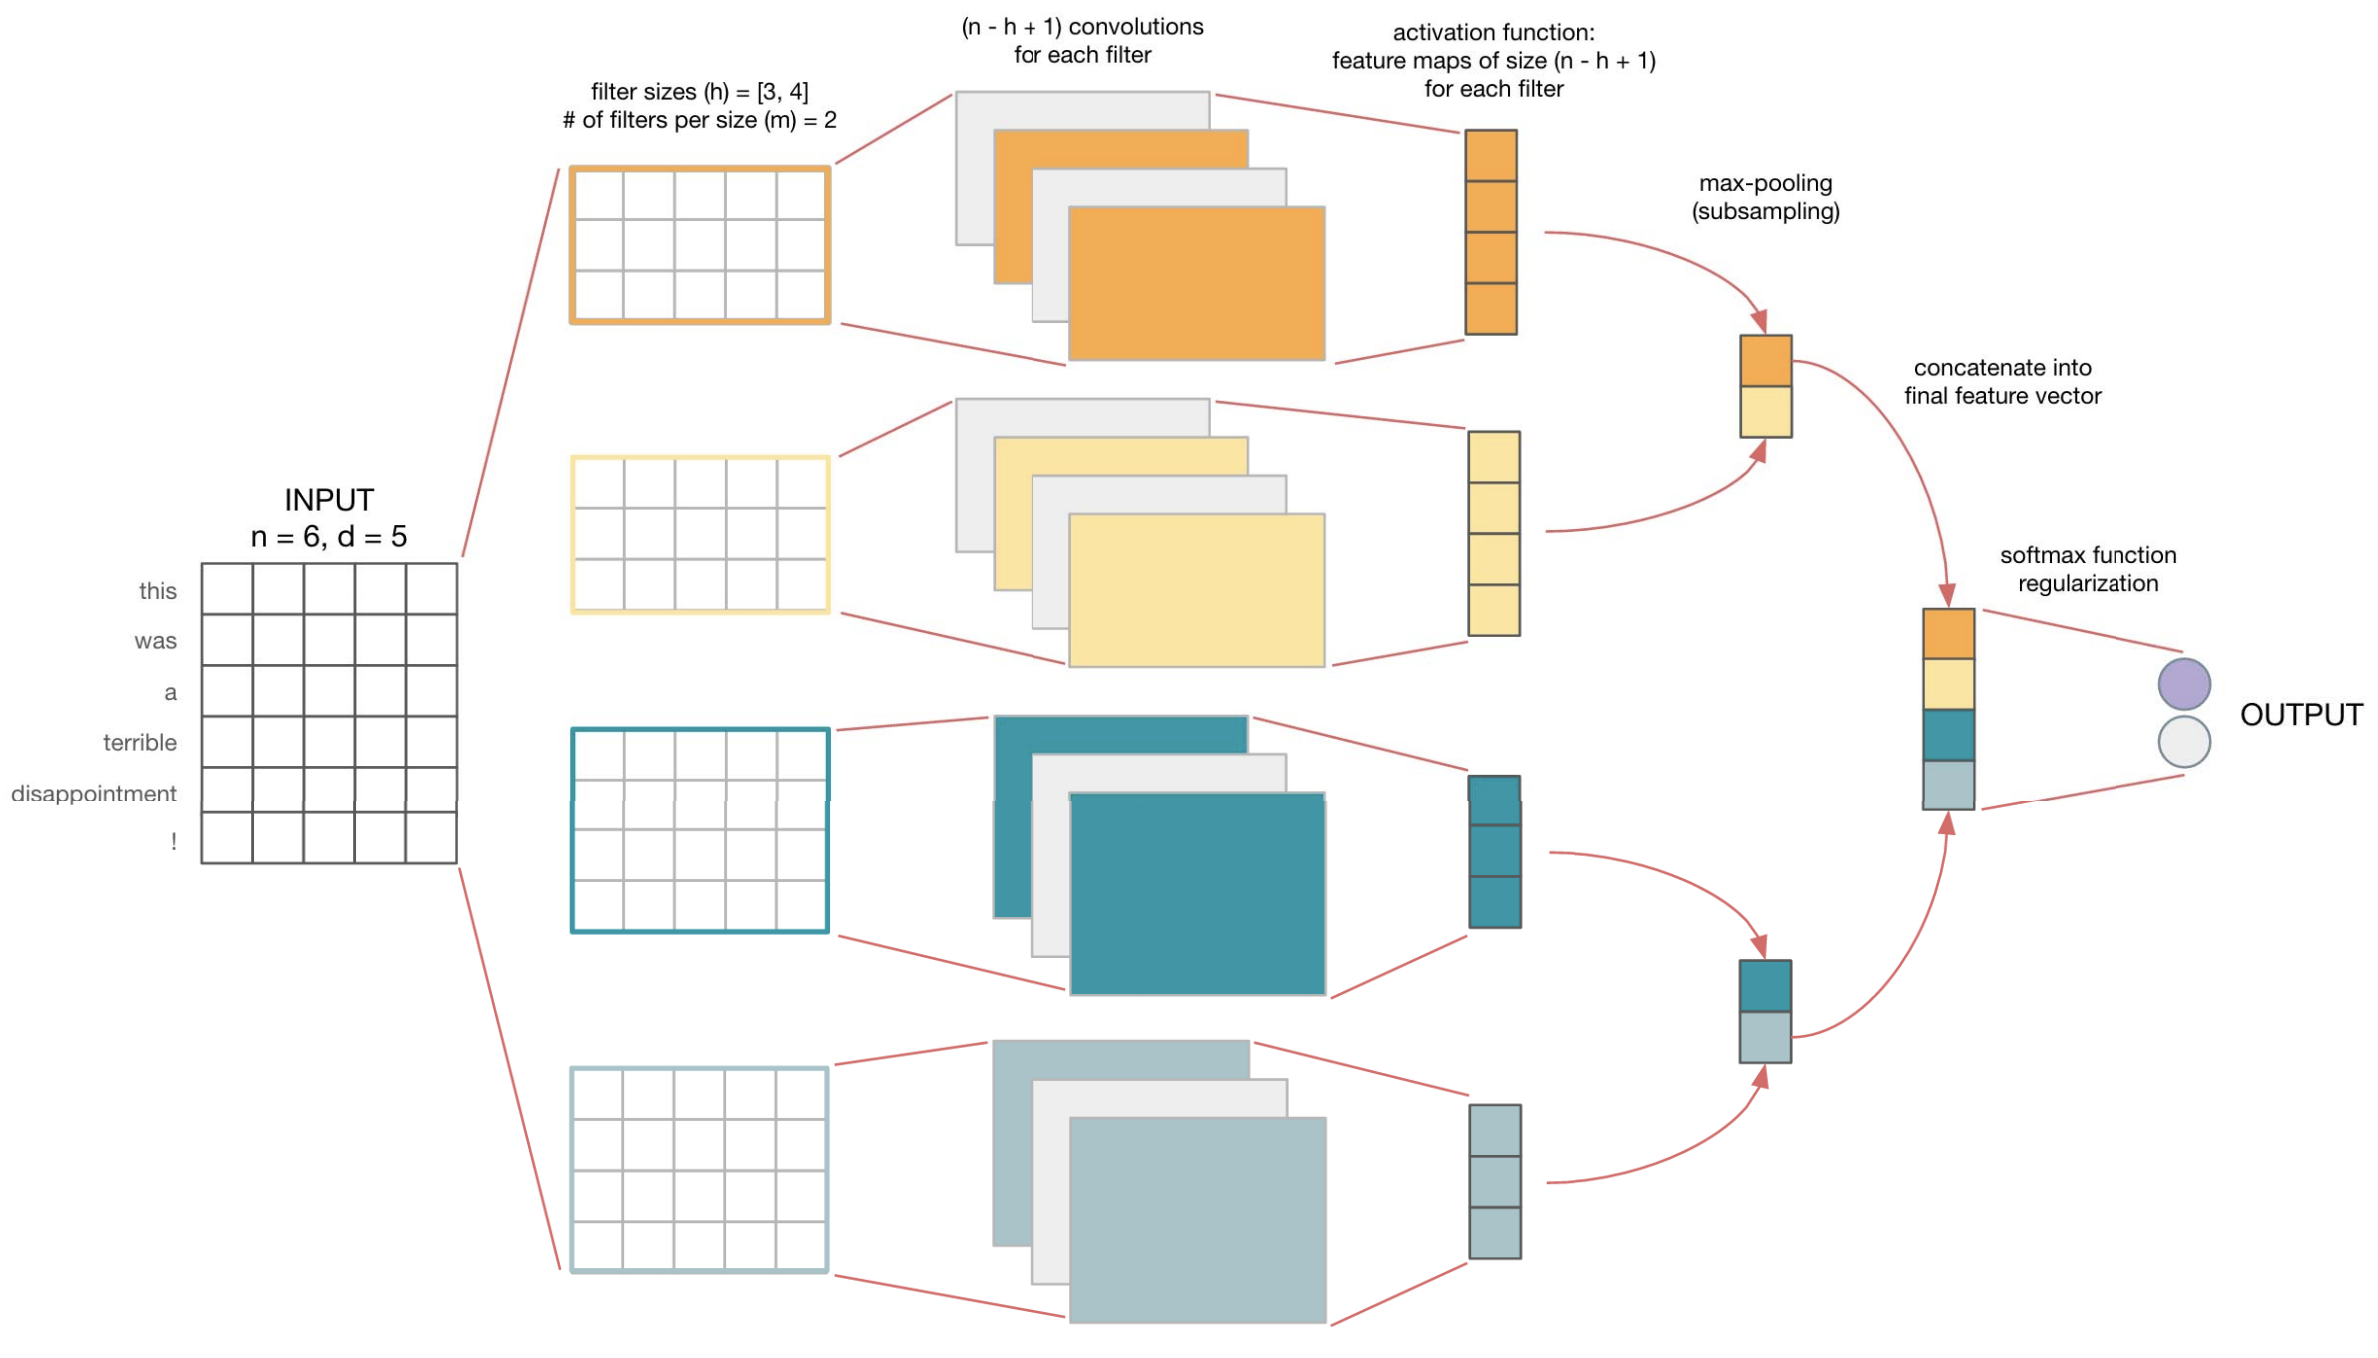 (n - h + 1) convolutions
for each filter
activation function:
feature maps of size (n - h + 1)
for each filter
filter sizes (h) = [3, 4]
# of filters per size (m) = 2
max-pooling
(subsampling)
concatenate into
final feature vector
INPUT
n = 6, d = 5
softmax function
regularization
this
was
a
terrible
disappointment
!
OUTPUT